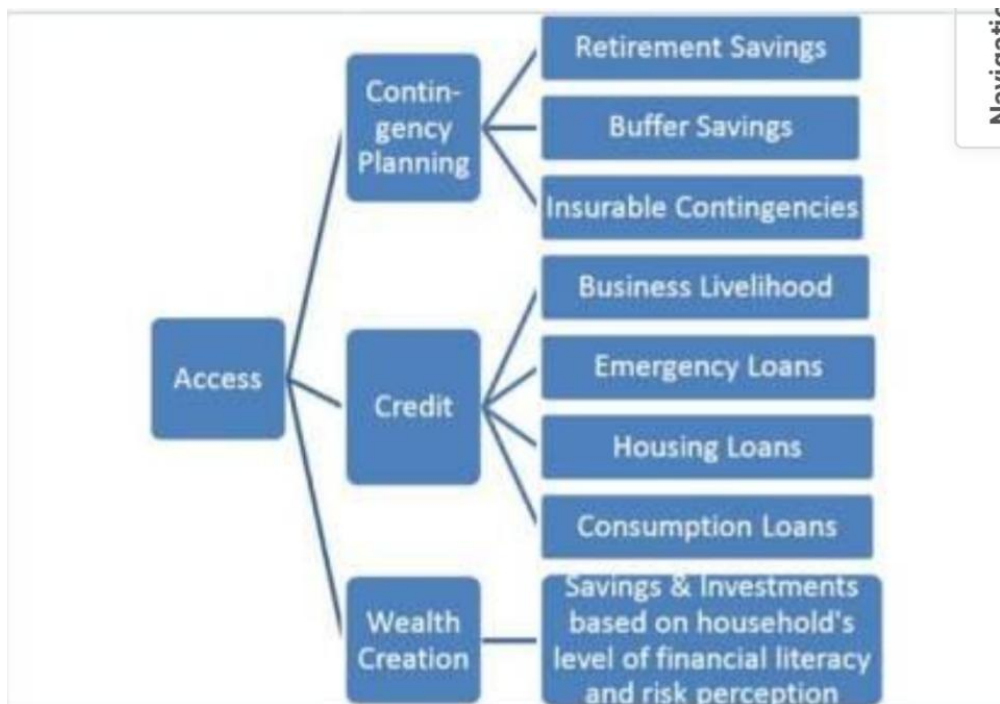 Retirement Savings
Contin-
gency
Planning
Buffer Savings
Insurable Contingencies
Access
Credit
Business Livelihood
Emergency Loans
Housing Loans
Consumption Loans
Wealth
Creation
Savings & Investments
based on household's
level of financial literacy
and risk perception